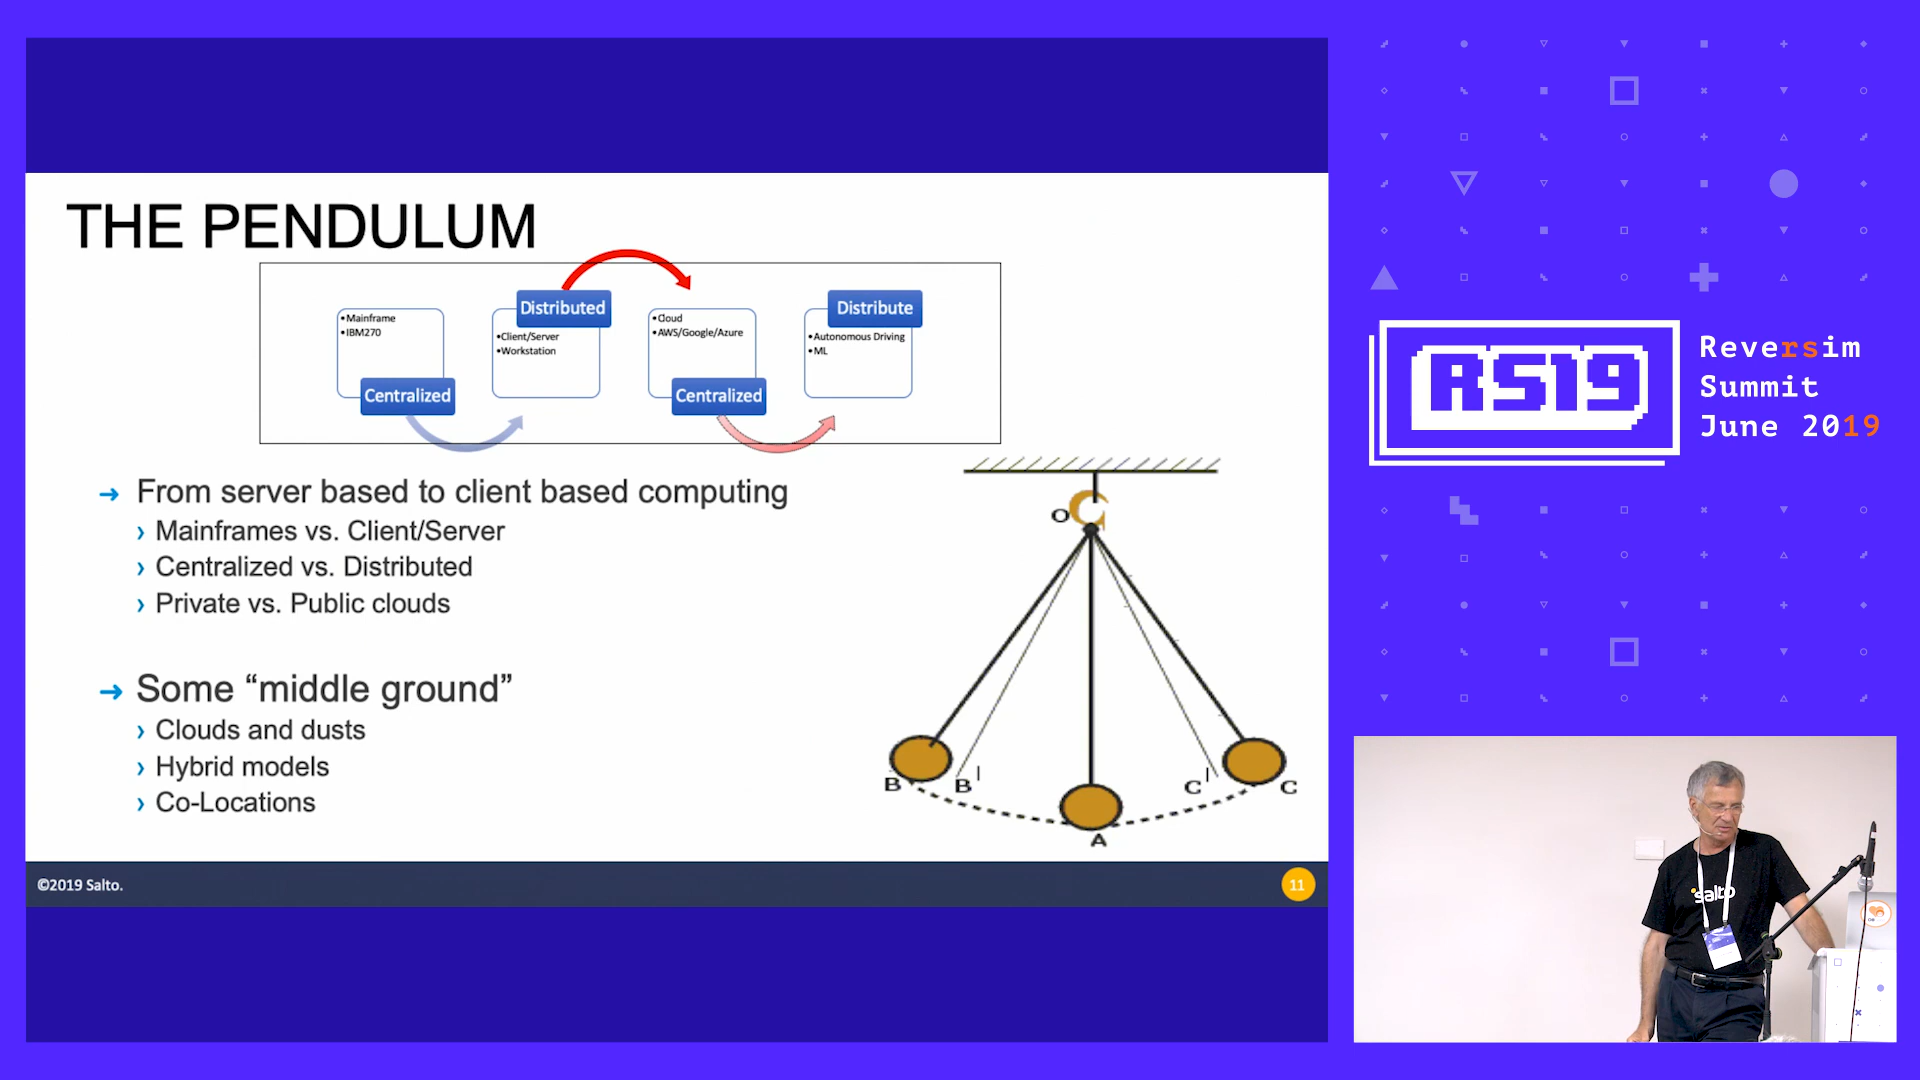 THE PENDULUM
•Mainframe
•IBM270
Centralized
Distributed
•Client/Server
•Workstation
•Cloud
•AWS/Google/Azure
Centralized
Distribute
•Autonomous Driving
•ML
→ From server based to client based computing
› Mainframes vs. Client/Server
› Centralized vs. Distributed
› Private vs. Public clouds
→ Some “middle ground”
› Clouds and dusts
› Hybrid models
› Co-Locations
O
B
B'
A
C'
C
©2019 Salto.
11
RS19
Reversim
Summit
June 2019
salto